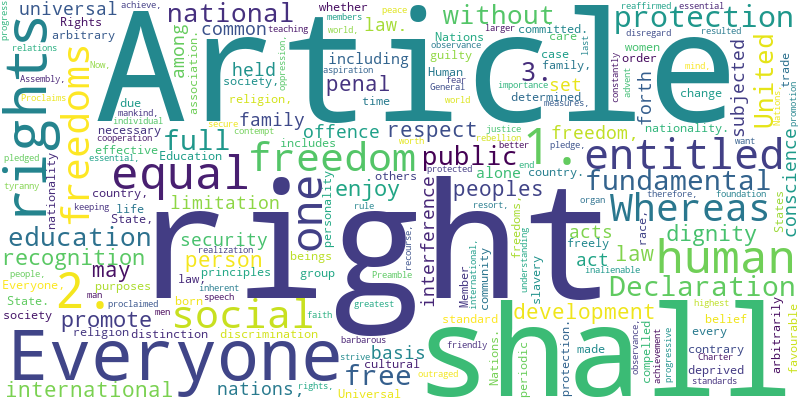 Article
right
shall
Everyone
rights
freedoms
human
equal
social
freedom
entitled
Whereas
one
1.
2.
3.
fundamental
Declaration
education
full
United
public
protection
without
national
international
free
recognition
promote
may
respect
penal
enjoy
peoples
universal
held
person
security
limitation
offence
law
law.
among
set
forth
subjected
conscience
dignity
acts
act
development
basis
interference
nations,
family
common
including
freedom,
nationality.
association.
Rights
arbitrary
society,
religion,
due
time
necessary
effective
Education
includes
others
alone
personality
group
beings
principles
purposes
born
distinction
discrimination
religion
society
State.
State,
country,
life
nationality
Everyone.
law;
cultural
whether
members
Nations
Human
guilty
case
family,
determined
committed.
care
women
order
change
trade
disregard
reaffirmed
essential
resulted
constantly
advent
mind,
promotion
want
country.
freedoms,
freely
slavery
race,
States
therefore,
foundation
inalienable
organ
end
resort,
rule
recourse,
community
Member
international,
understanding
standard
periodic
Nations.
protection.
made
compelled
observance,
achievement
progressive
every
belief
contrary
deprived
standards
Charter
highest
arbitrarily
favourable
friendly
outraged
strive
barbarous
Universal
rights,
faith
greatest
Preamble
realization
inherent
speech
proclaimed
man.
men
people,
keeping
tyranny
pledged
essential,
cooperation
mankind,
individual
Proclaims
Assembly,
Now,
relations
progress
achieve,
teaching
peace
world,
aspiration
oppression,
secure
contempt
worth
protected
better
pledge,
rebellion
justice
importance
measures,
world
General
fear
observance
larger
last
Nations,